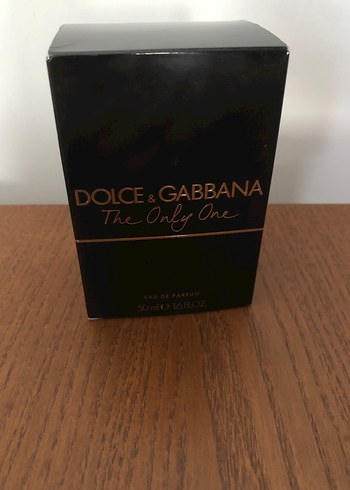 DOLCE & GABBANA
The Only One
EAU DE PARFUM
50 ml ℮ 1.6 FL.OZ.